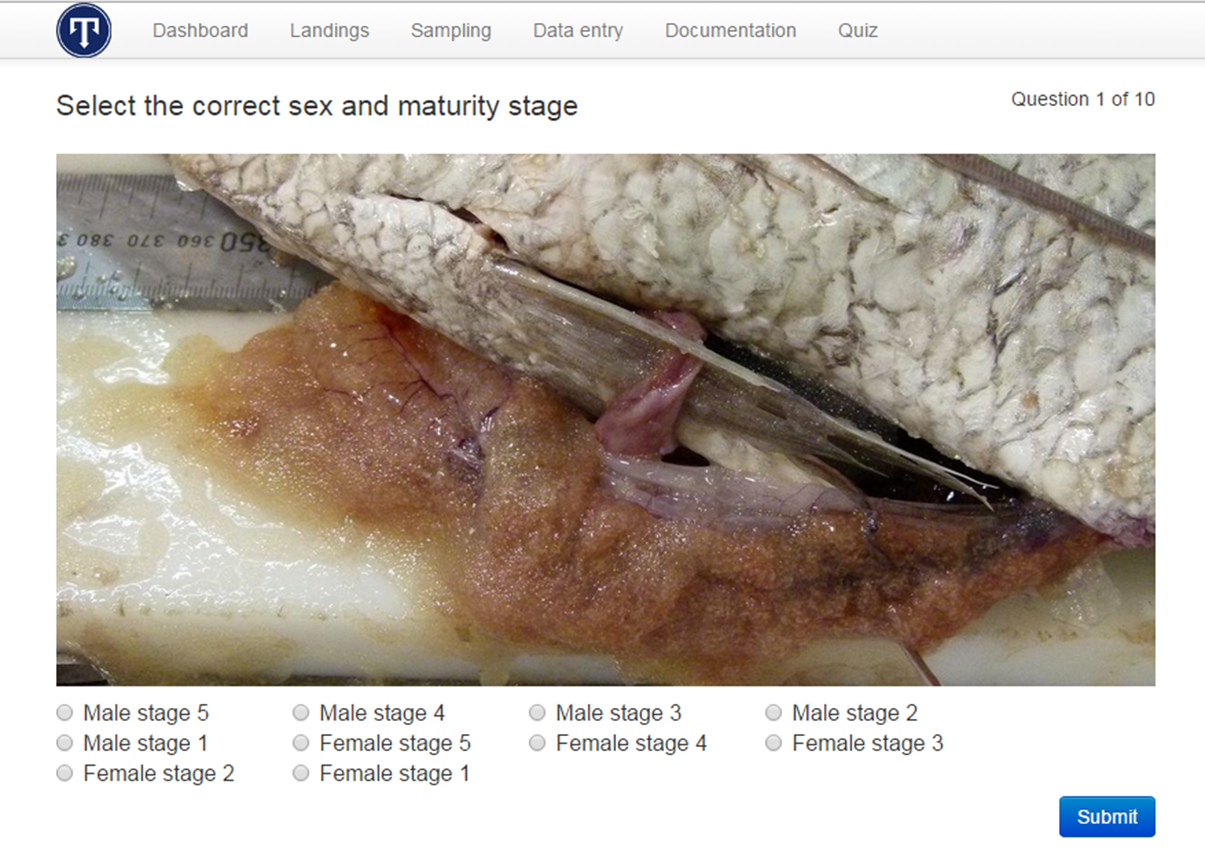 T Dashboard Landings Sampling Data entry Documentation Quiz
Select the correct sex and maturity stage
Question 1 of 10
380 370 360 350
Male stage 5 Male stage 4 Male stage 3 Male stage 2
Male stage 1 Female stage 5 Female stage 4 Female stage 3
Female stage 2 Female stage 1
Submit